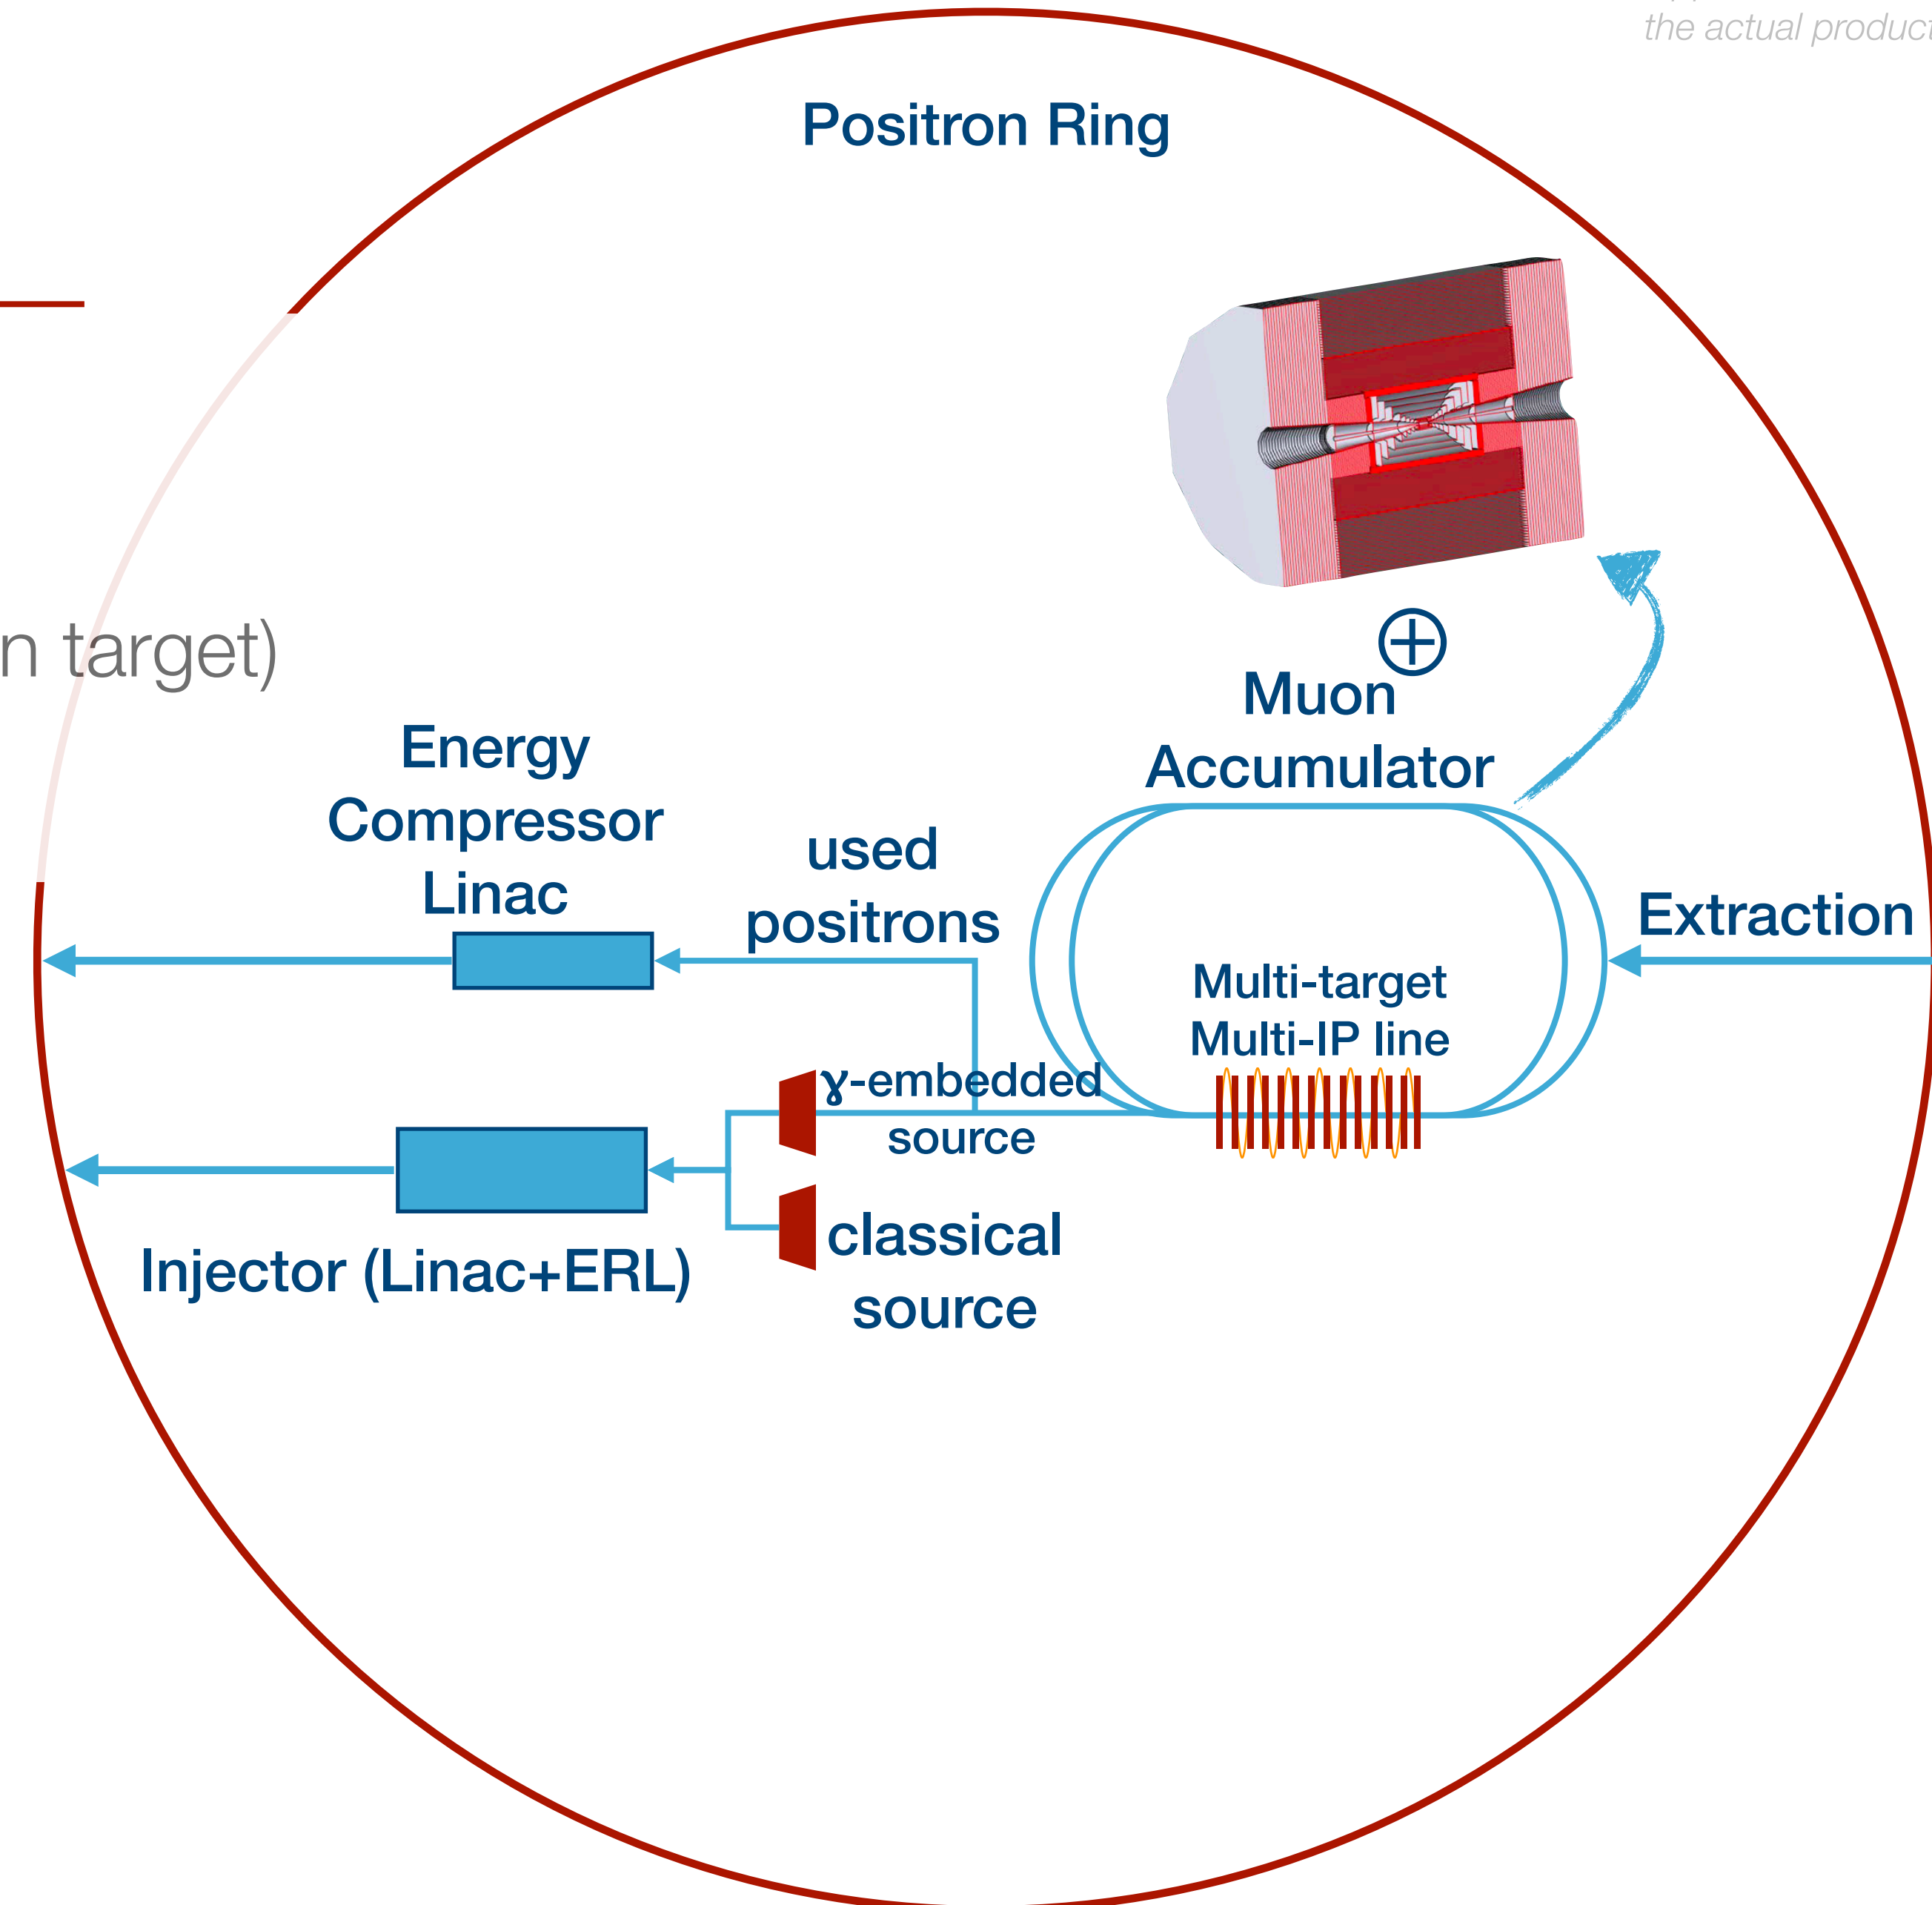 the actual product
Positron Ring
n target)
Muon
Accumulator
Energy
Compressor
Linac
used
positrons
Extraction
Multi-target
Multi-IP line
ɣ-embedded
source
classical
source
Injector (Linac+ERL)